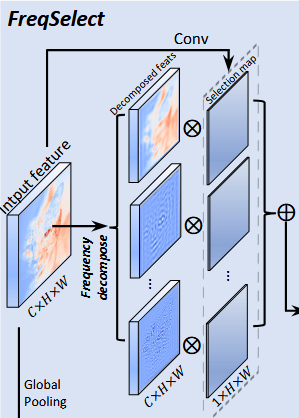 FreqSelect
Conv
Decomposed feats
Selection map
Intput feature
Frequency
decompose
...
...
C×H×W
C×H×W
1×H×W
Global
Pooling